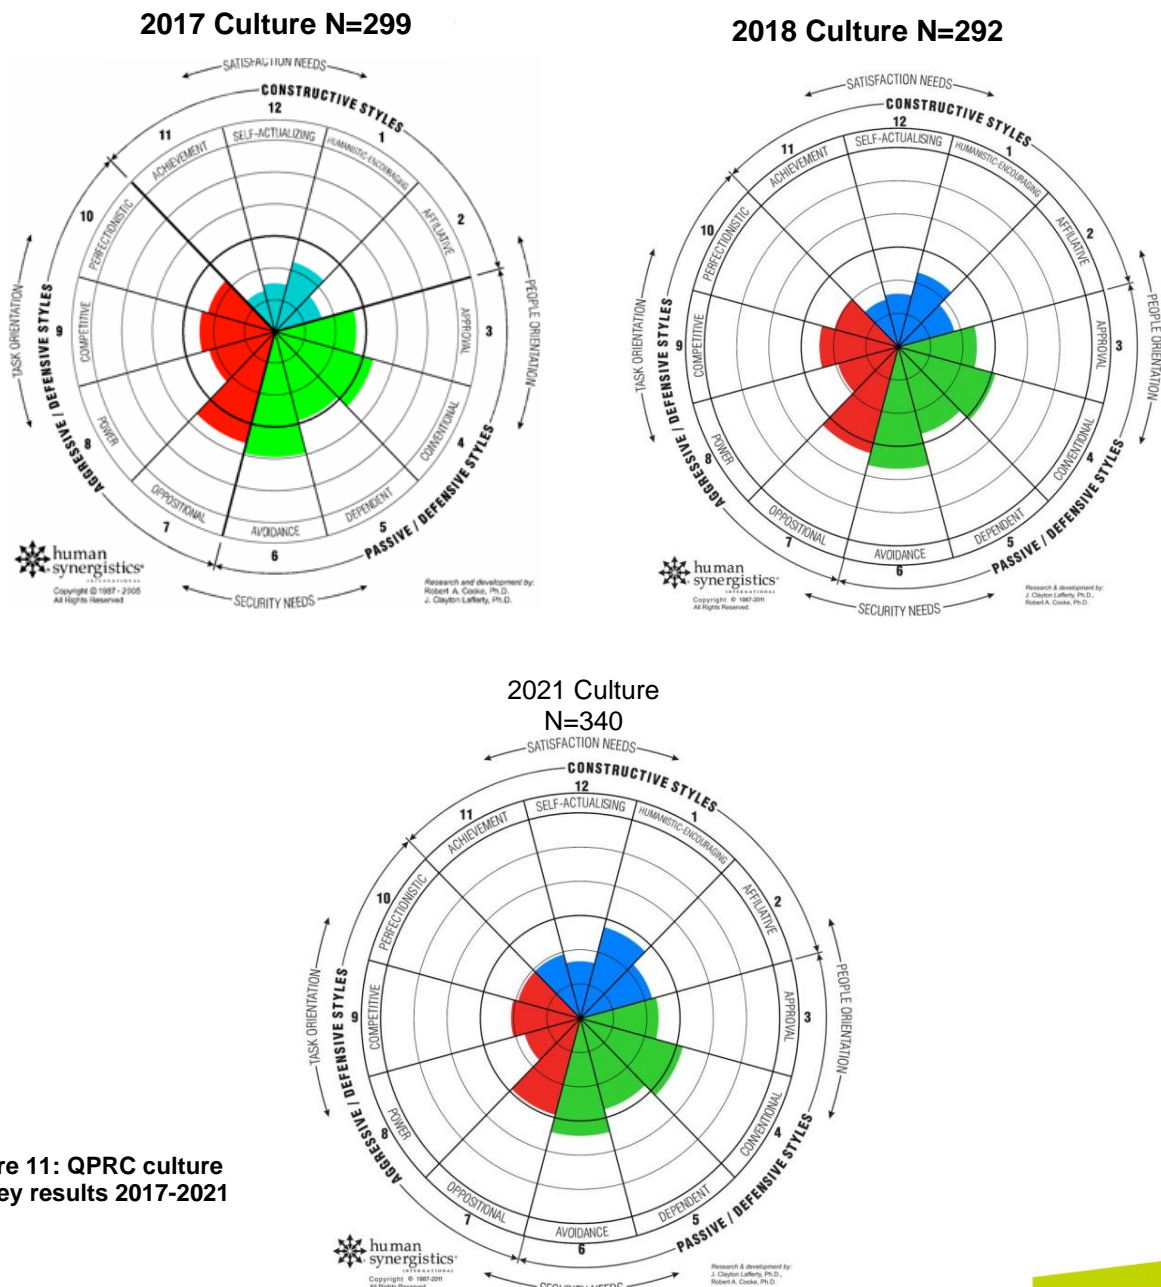 2017 Culture N=299
SATISFACTION NEEDS
CONSTRUCTIVE STYLES
12
1
11
SELF-ACTUALIZING
HUMANISTIC-ENCOURAGING
ACHIEVEMENT
10
2
PERFECTIONISTIC
AFFILIATIVE
TASK ORIENTATION
PEOPLE ORIENTATION
AGGRESSIVE / DEFENSIVE STYLES
9
COMPETITIVE
APPROVAL
3
POWER
CONVENTIONAL
8
4
OPPOSITIONAL
AVOIDANCE
DEPENDENT
7
6
5
PASSIVE / DEFENSIVE STYLES
SECURITY NEEDS
human
synergistics
INTERNATIONAL
Copyright © 1987 - 2005
All Rights Reserved
Research and development by:
Robert A. Cooke, Ph.D.
J. Clayton Lafferty, Ph.D.
2018 Culture N=292
SATISFACTION NEEDS
CONSTRUCTIVE STYLES
12
1
11
SELF-ACTUALISING
HUMANISTIC-ENCOURAGING
ACHIEVEMENT
10
2
PERFECTIONISTIC
AFFILIATIVE
TASK ORIENTATION
PEOPLE ORIENTATION
AGGRESSIVE / DEFENSIVE STYLES
9
COMPETITIVE
APPROVAL
3
POWER
CONVENTIONAL
8
4
OPPOSITIONAL
AVOIDANCE
DEPENDENT
7
6
5
PASSIVE / DEFENSIVE STYLES
SECURITY NEEDS
human
synergistics
INTERNATIONAL
Copyright © 1987-2011
All Rights Reserved.
Research & development by:
J. Clayton Lafferty, Ph.D.,
Robert A. Cooke, Ph.D.
2021 Culture
N=340
SATISFACTION NEEDS
CONSTRUCTIVE STYLES
12
1
11
SELF-ACTUALISING
HUMANISTIC-ENCOURAGING
ACHIEVEMENT
10
2
PERFECTIONISTIC
AFFILIATIVE
TASK ORIENTATION
PEOPLE ORIENTATION
AGGRESSIVE / DEFENSIVE STYLES
9
COMPETITIVE
APPROVAL
3
POWER
CONVENTIONAL
8
4
OPPOSITIONAL
AVOIDANCE
DEPENDENT
7
6
5
PASSIVE / DEFENSIVE STYLES
SECURITY NEEDS
human
synergistics
INTERNATIONAL
Copyright © 1987-2011
All Rights Reserved.
Research & development by:
J. Clayton Lafferty, Ph.D.,
Robert A. Cooke, Ph.D.
re 11: QPRC culture
ey results 2017-2021